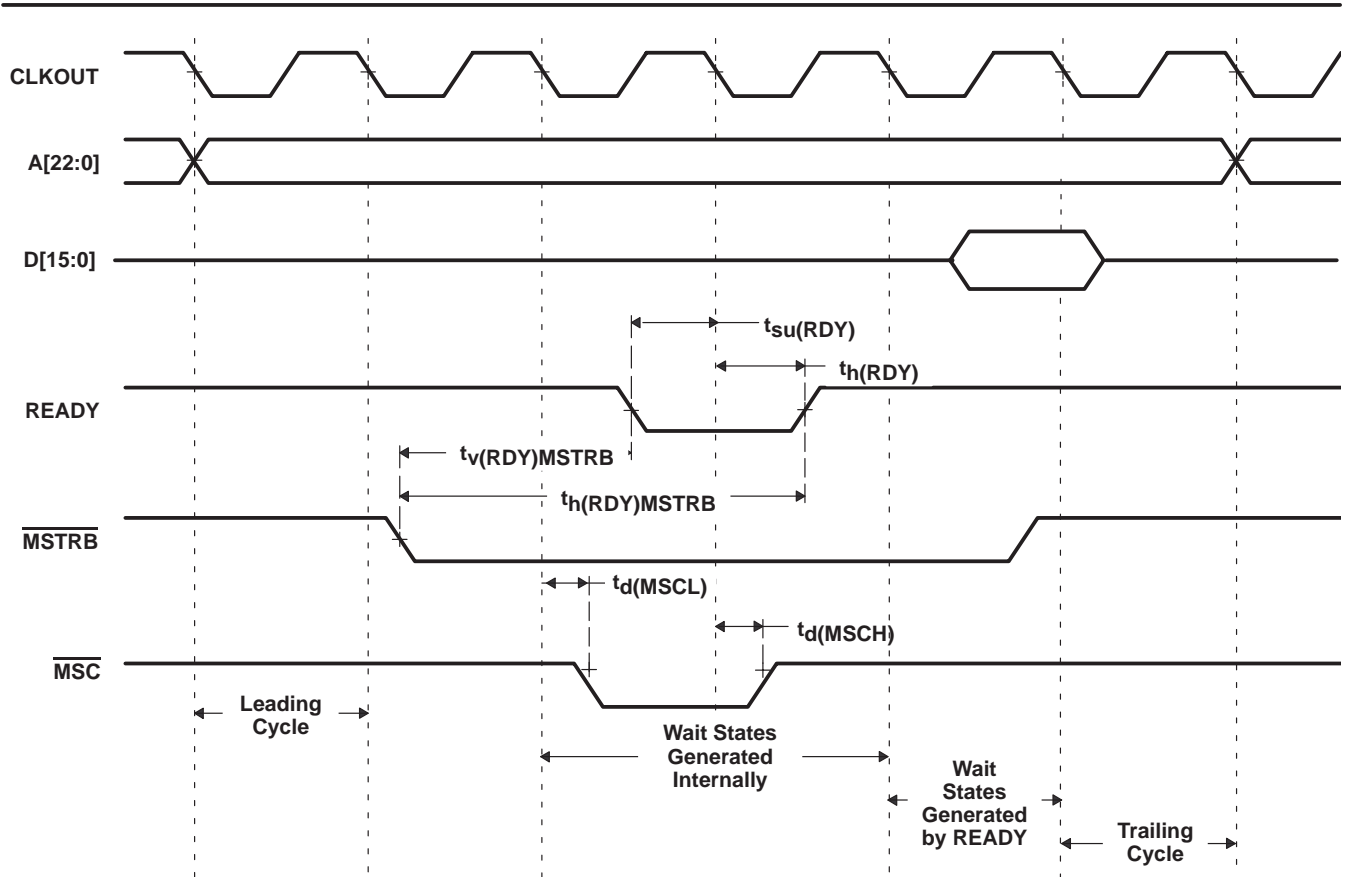 CLKOUT
A[22:0]
D[15:0]
tsu(RDY)
th(RDY)
READY
tv(RDY)MSTRB
th(RDY)MSTRB
MSTRB
td(MSCL)
td(MSCH)
MSC
Leading
Cycle
Wait States
Generated
Internally
Wait
States
Generated
by READY
Trailing
Cycle